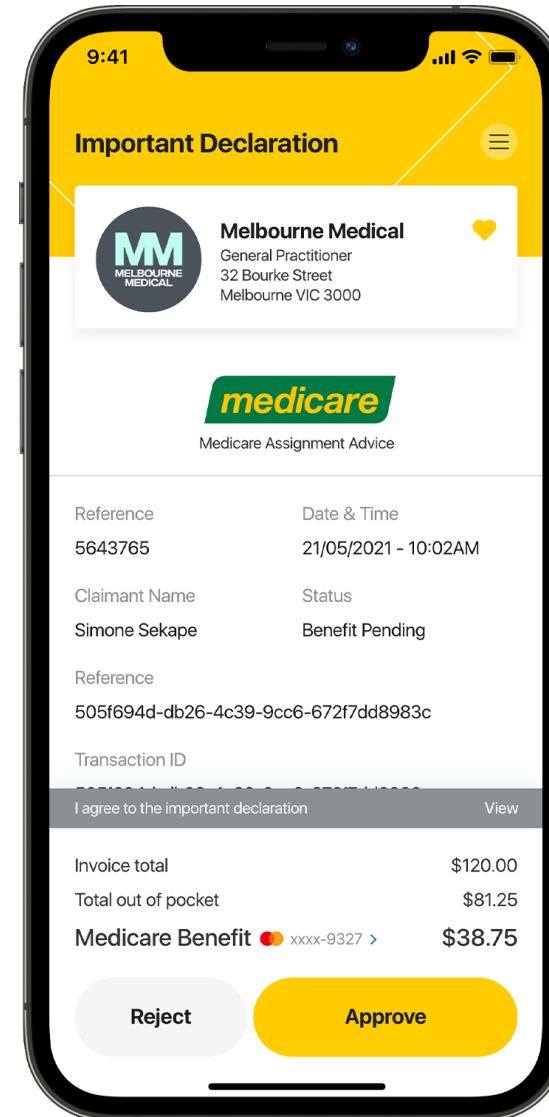 9:41
Important Declaration
MM
MELBOURNE
MEDICAL
Melbourne Medical
General Practitioner
32 Bourke Street
Melbourne VIC 3000
medicare
Medicare Assignment Advice
Reference
Date & Time
5643765
21/05/2021 - 10:02AM
Claimant Name
Status
Simone Sekape
Benefit Pending
Reference
505f694d-db26-4c39-9cc6-672f7dd8983c
Transaction ID
I agree to the important declaration
View
Invoice total
$120.00
Total out of pocket
$81.25
Medicare Benefit
xxxx-9327 >
$38.75
Reject
Approve